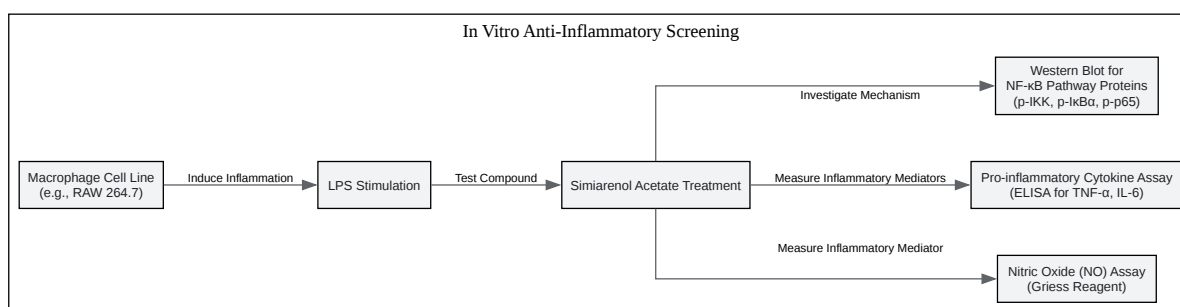 In Vitro Anti-Inflammatory Screening
Western Blot for
NF-κB Pathway Proteins
(p-IKK, p-IκBα, p-p65)
Investigate Mechanism
Macrophage Cell Line
(e.g., RAW 264.7)
Induce Inflammation
LPS Stimulation
Test Compound
Simiarenol Acetate Treatment
Measure Inflammatory Mediators
Pro-inflammatory Cytokine Assay
(ELISA for TNF-α, IL-6)
Measure Inflammatory Mediator
Nitric Oxide (NO) Assay
(Griess Reagent)